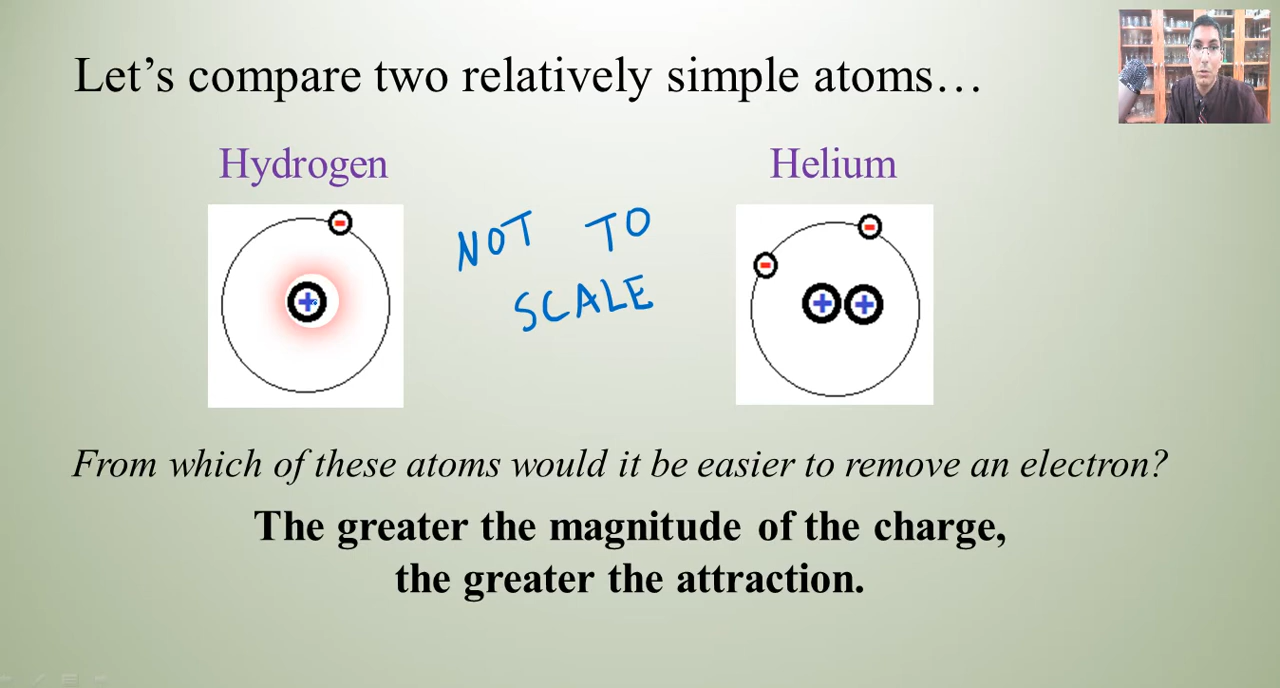 Let's compare two relatively simple atoms…
Hydrogen
Helium
NOT TO
SCALE
-
+
-
-
+ +
From which of these atoms would it be easier to remove an electron?
The greater the magnitude of the charge,
the greater the attraction.